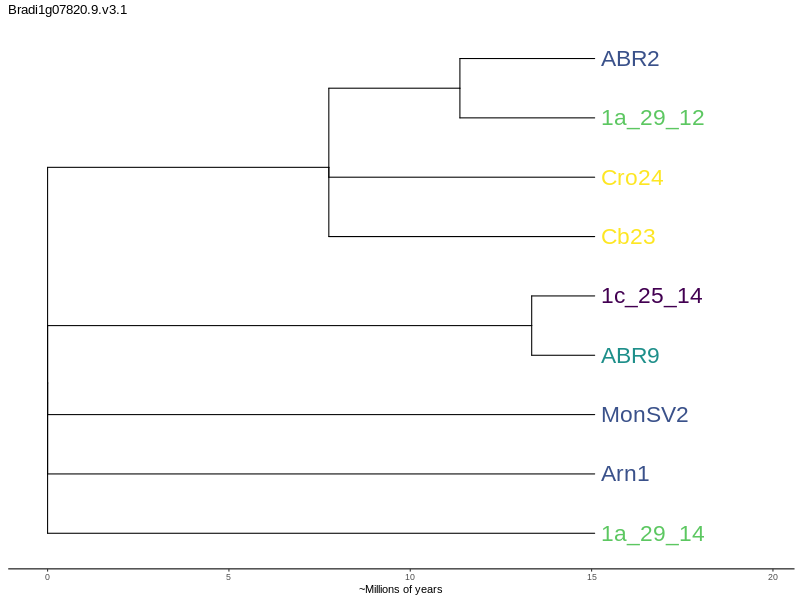 Bradi1g07820.9.v3.1
ABR2
1a_29_12
Cro24
Cb23
1c_25_14
ABR9
MonSV2
Arn1
1a_29_14
0 5 10 15 20
~Millions of years